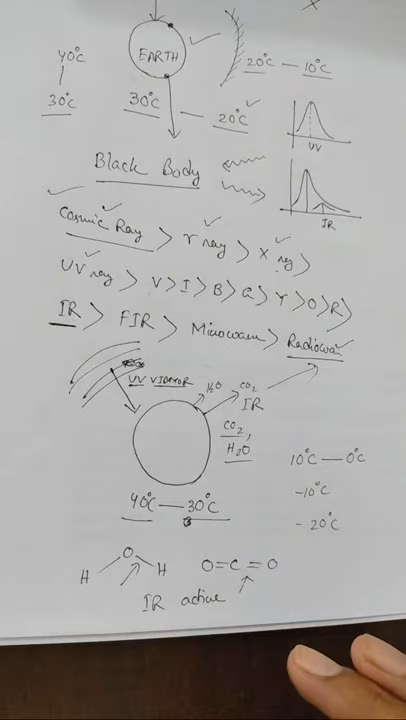 EARTH
40°C
20°C — 10°C
30°C
30°C — 20°C
UV
Black Body
IR
Cosmic Ray > γ ray > X ray >
UV ray > V > I > B > G > Y > O > R >
IR > FIR > Microwave > Radiowave
UV
H2O
CO2
IR
CO2,
H2O
10°C — 0°C
40°C — 30°C
-10°C
-20°C
O
H H
O=C=O
IR active